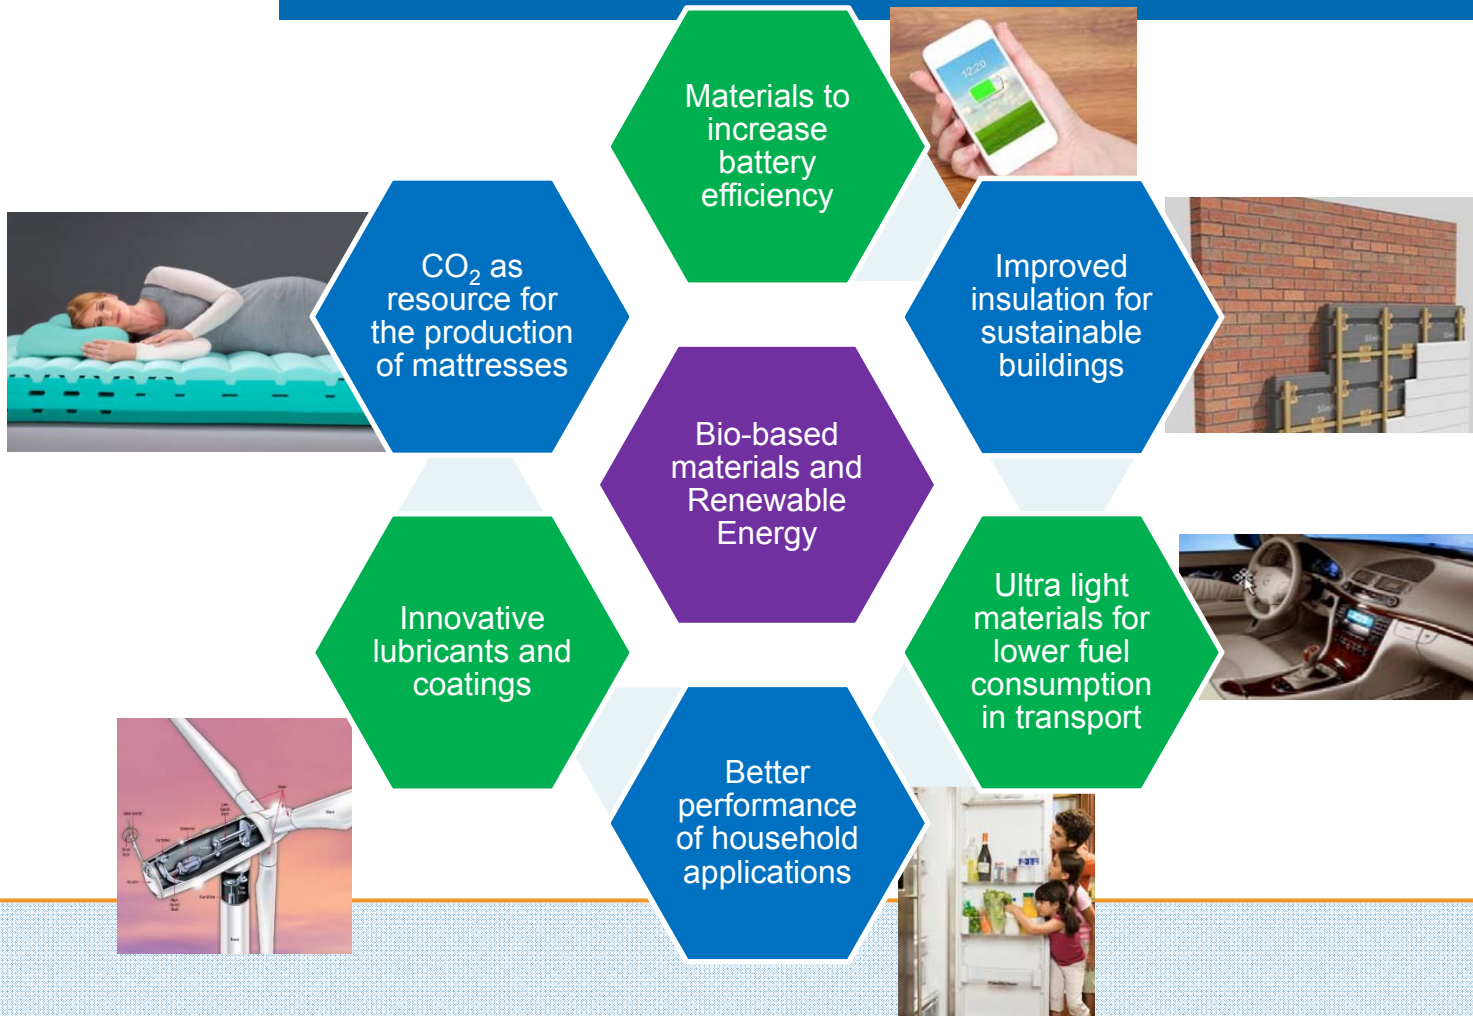 Materials to
increase
battery
efficiency
12:20
CO₂ as
resource for
the production
of mattresses
Improved
insulation for
sustainable
buildings
Bio-based
materials and
Renewable
Energy
Innovative
lubricants and
coatings
Ultra light
materials for
lower fuel
consumption
in transport
Better
performance
of household
applications